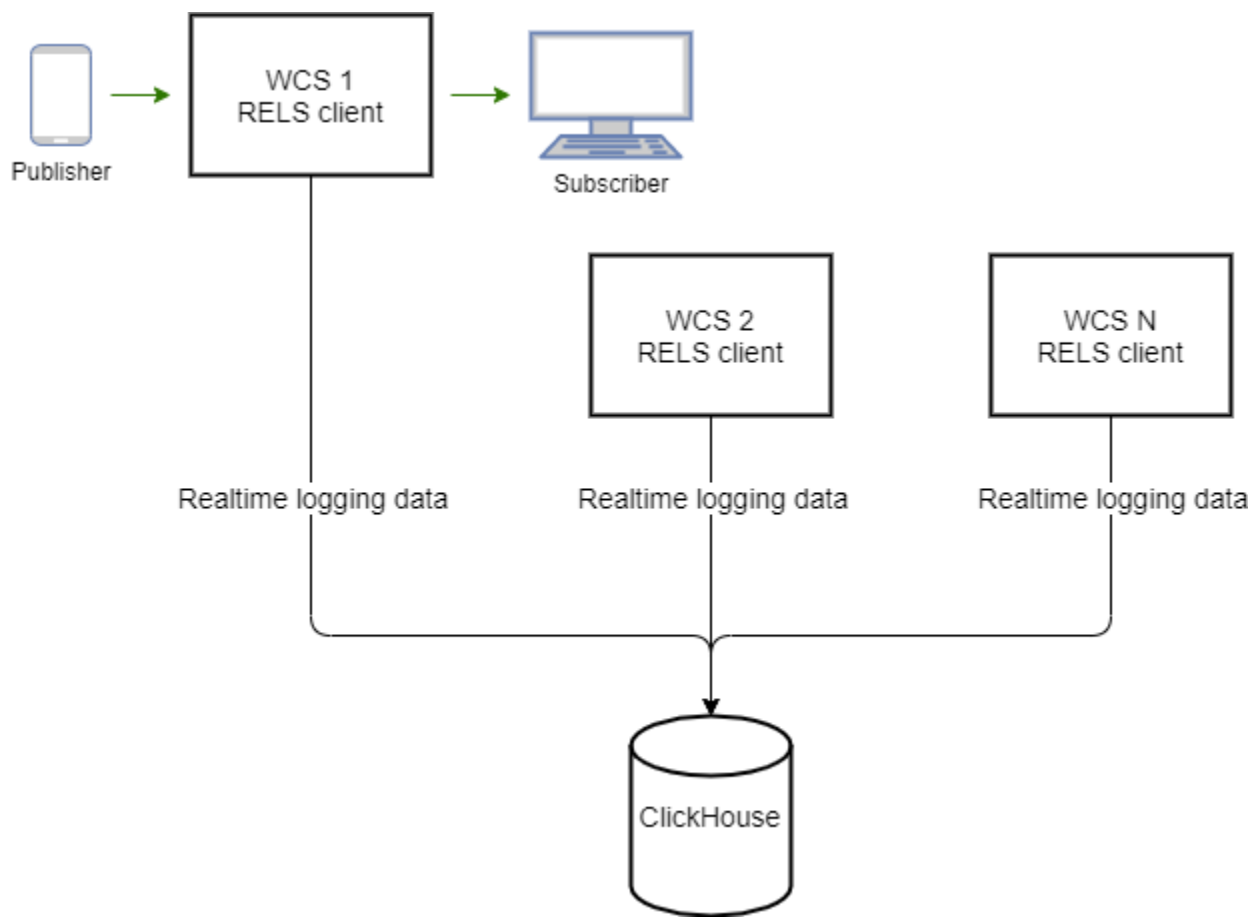 WCS 1
RELS client
Publisher
Subscriber
WCS 2
RELS client
WCS N
RELS client
Realtime logging data
Realtime logging data
Realtime logging data
ClickHouse